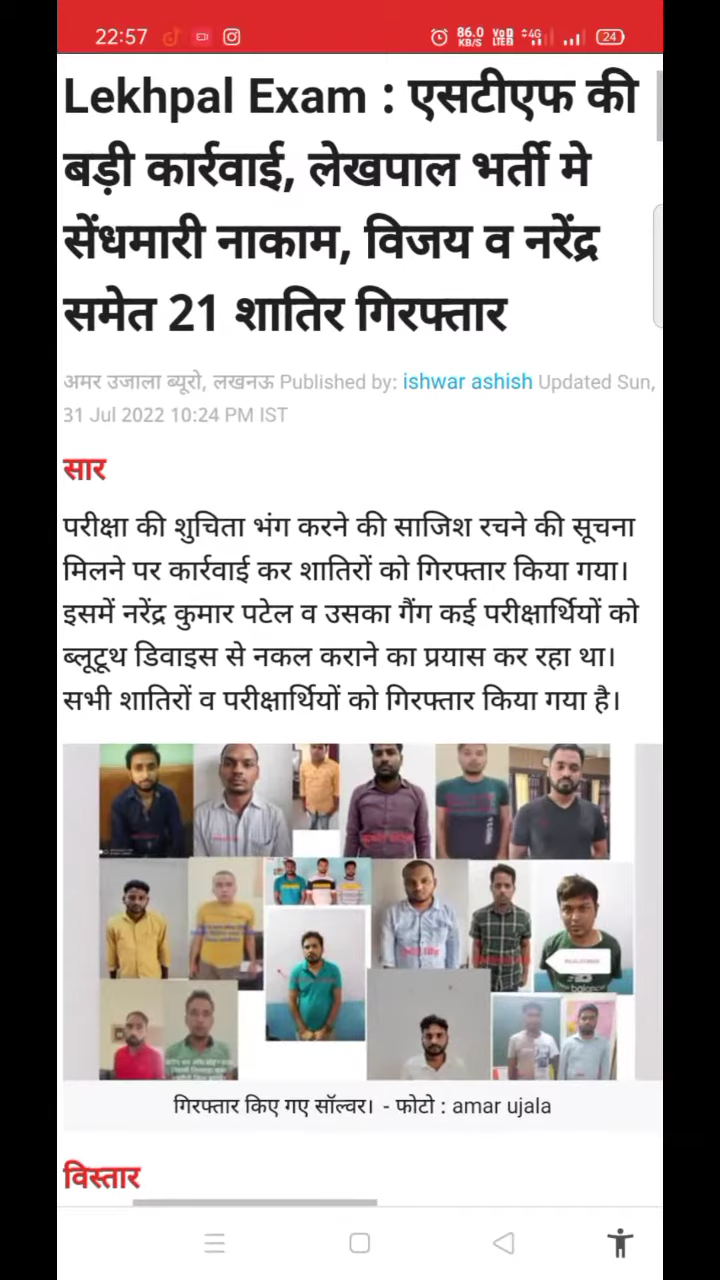 22:57
86.0 KB/S VoD LTE 4G 24
Lekhpal Exam : एसटीएफ की
बड़ी कार्रवाई, लेखपाल भर्ती मे
सेंधमारी नाकाम, विजय व नरेंद्र
समेत 21 शातिर गिरफ्तार
अमर उजाला ब्यूरो, लखनऊ Published by: ishwar ashish Updated Sun,
31 Jul 2022 10:24 PM IST
सार
परीक्षा की शुचिता भंग करने की साजिश रचने की सूचना
मिलने पर कार्रवाई कर शातिरों को गिरफ्तार किया गया।
इसमें नरेंद्र कुमार पटेल व उसका गैंग कई परीक्षार्थियों को
ब्लूटूथ डिवाइस से नकल कराने का प्रयास कर रहा था।
सभी शातिरों व परीक्षार्थियों को गिरफ्तार किया गया है।
गिरफ्तार किए गए सॉल्वर। - फोटो : amar ujala
विस्तार